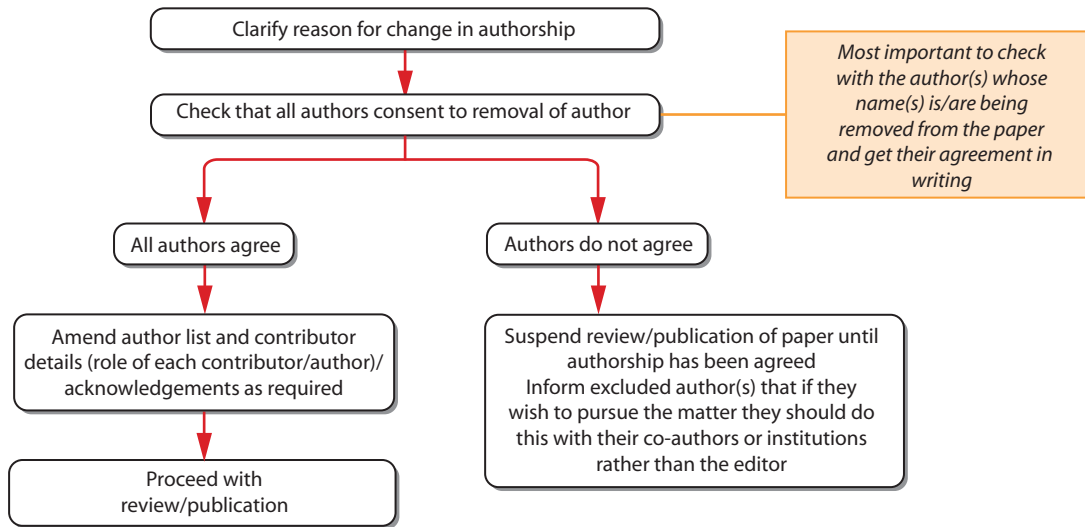 Clarify reason for change in authorship
Check that all authors consent to removal of author
Most important to check
with the author(s) whose
name(s) is/are being
removed from the paper
and get their agreement in
writing
All authors agree
Authors do not agree
Amend author list and contributor
details (role of each contributor/author)/
acknowledgements as required
Suspend review/publication of paper until
authorship has been agreed
Inform excluded author(s) that if they
wish to pursue the matter they should do
this with their co-authors or institutions
rather than the editor
Proceed with
review/publication